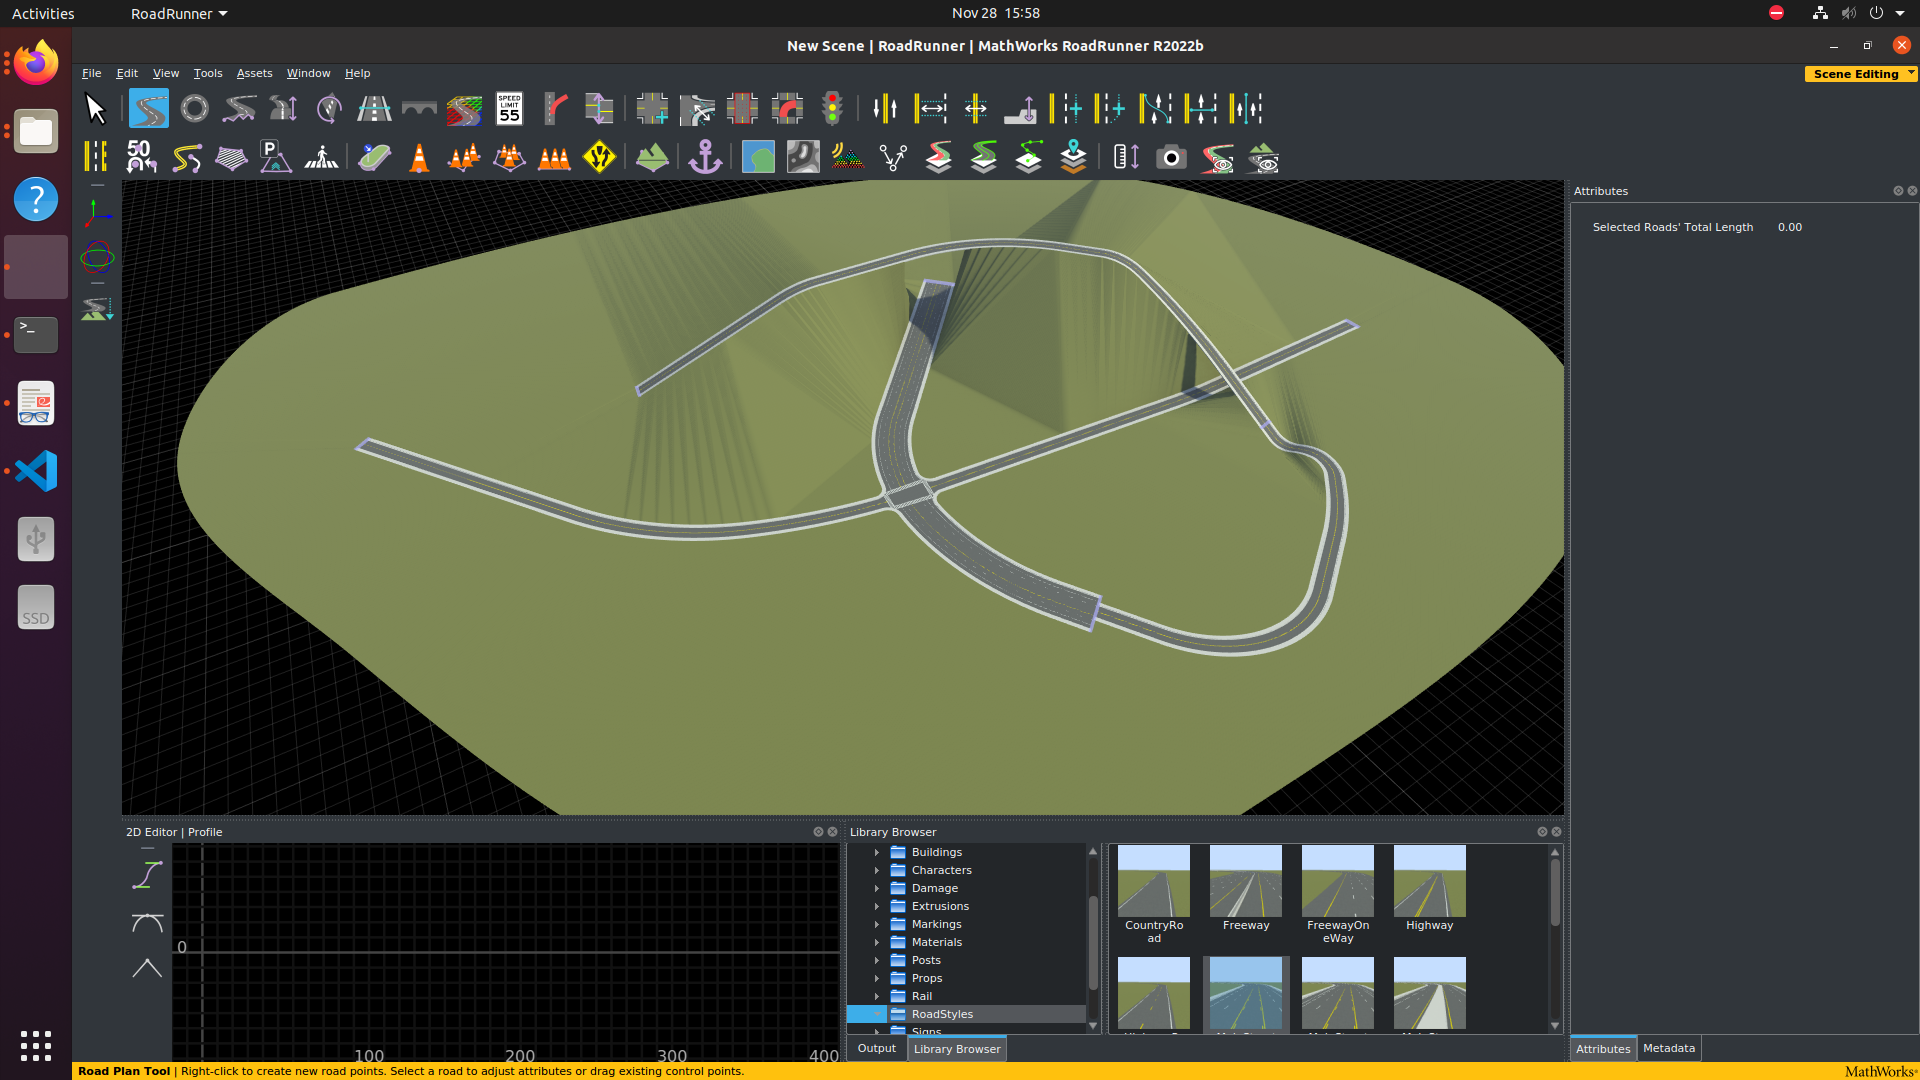 Activities
RoadRunner
Nov 28 15:58
New Scene | RoadRunner | MathWorks RoadRunner R2022b
File Edit View Tools Assets Window Help
Scene Editing
SPEED
LIMIT
55
50
P
Attributes
Selected Roads' Total Length 0.00
>_
SSD
2D Editor | Profile
0
100 200 300 400
Library Browser
Buildings
Characters
Damage
Extrusions
Markings
Materials
Posts
Props
Rail
RoadStyles
Signs
CountryRo
ad
Freeway
FreewayOn
eWay
Highway
Output
Library Browser
Attributes
Metadata
Road Plan Tool | Right-click to create new road points. Select a road to adjust attributes or drag existing control points.
MathWorks